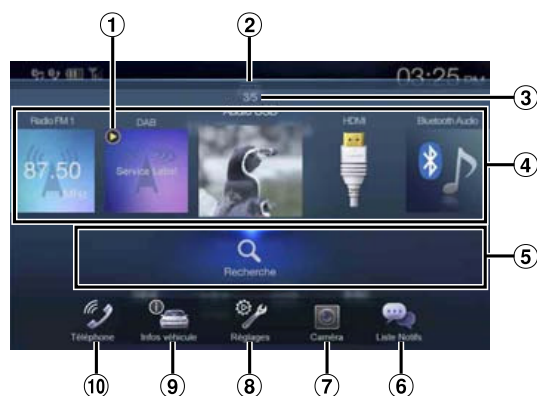 1
2
03:25 PM
3/5
3
Radio FM 1
DAB
Audio USB
HDMI
Bluetooth Audio
87.50
MHz
Service Label
4
Recherche
5
Téléphone
Infos véhicule
Réglages
Caméra
Liste Notifs
10
9
8
7
6